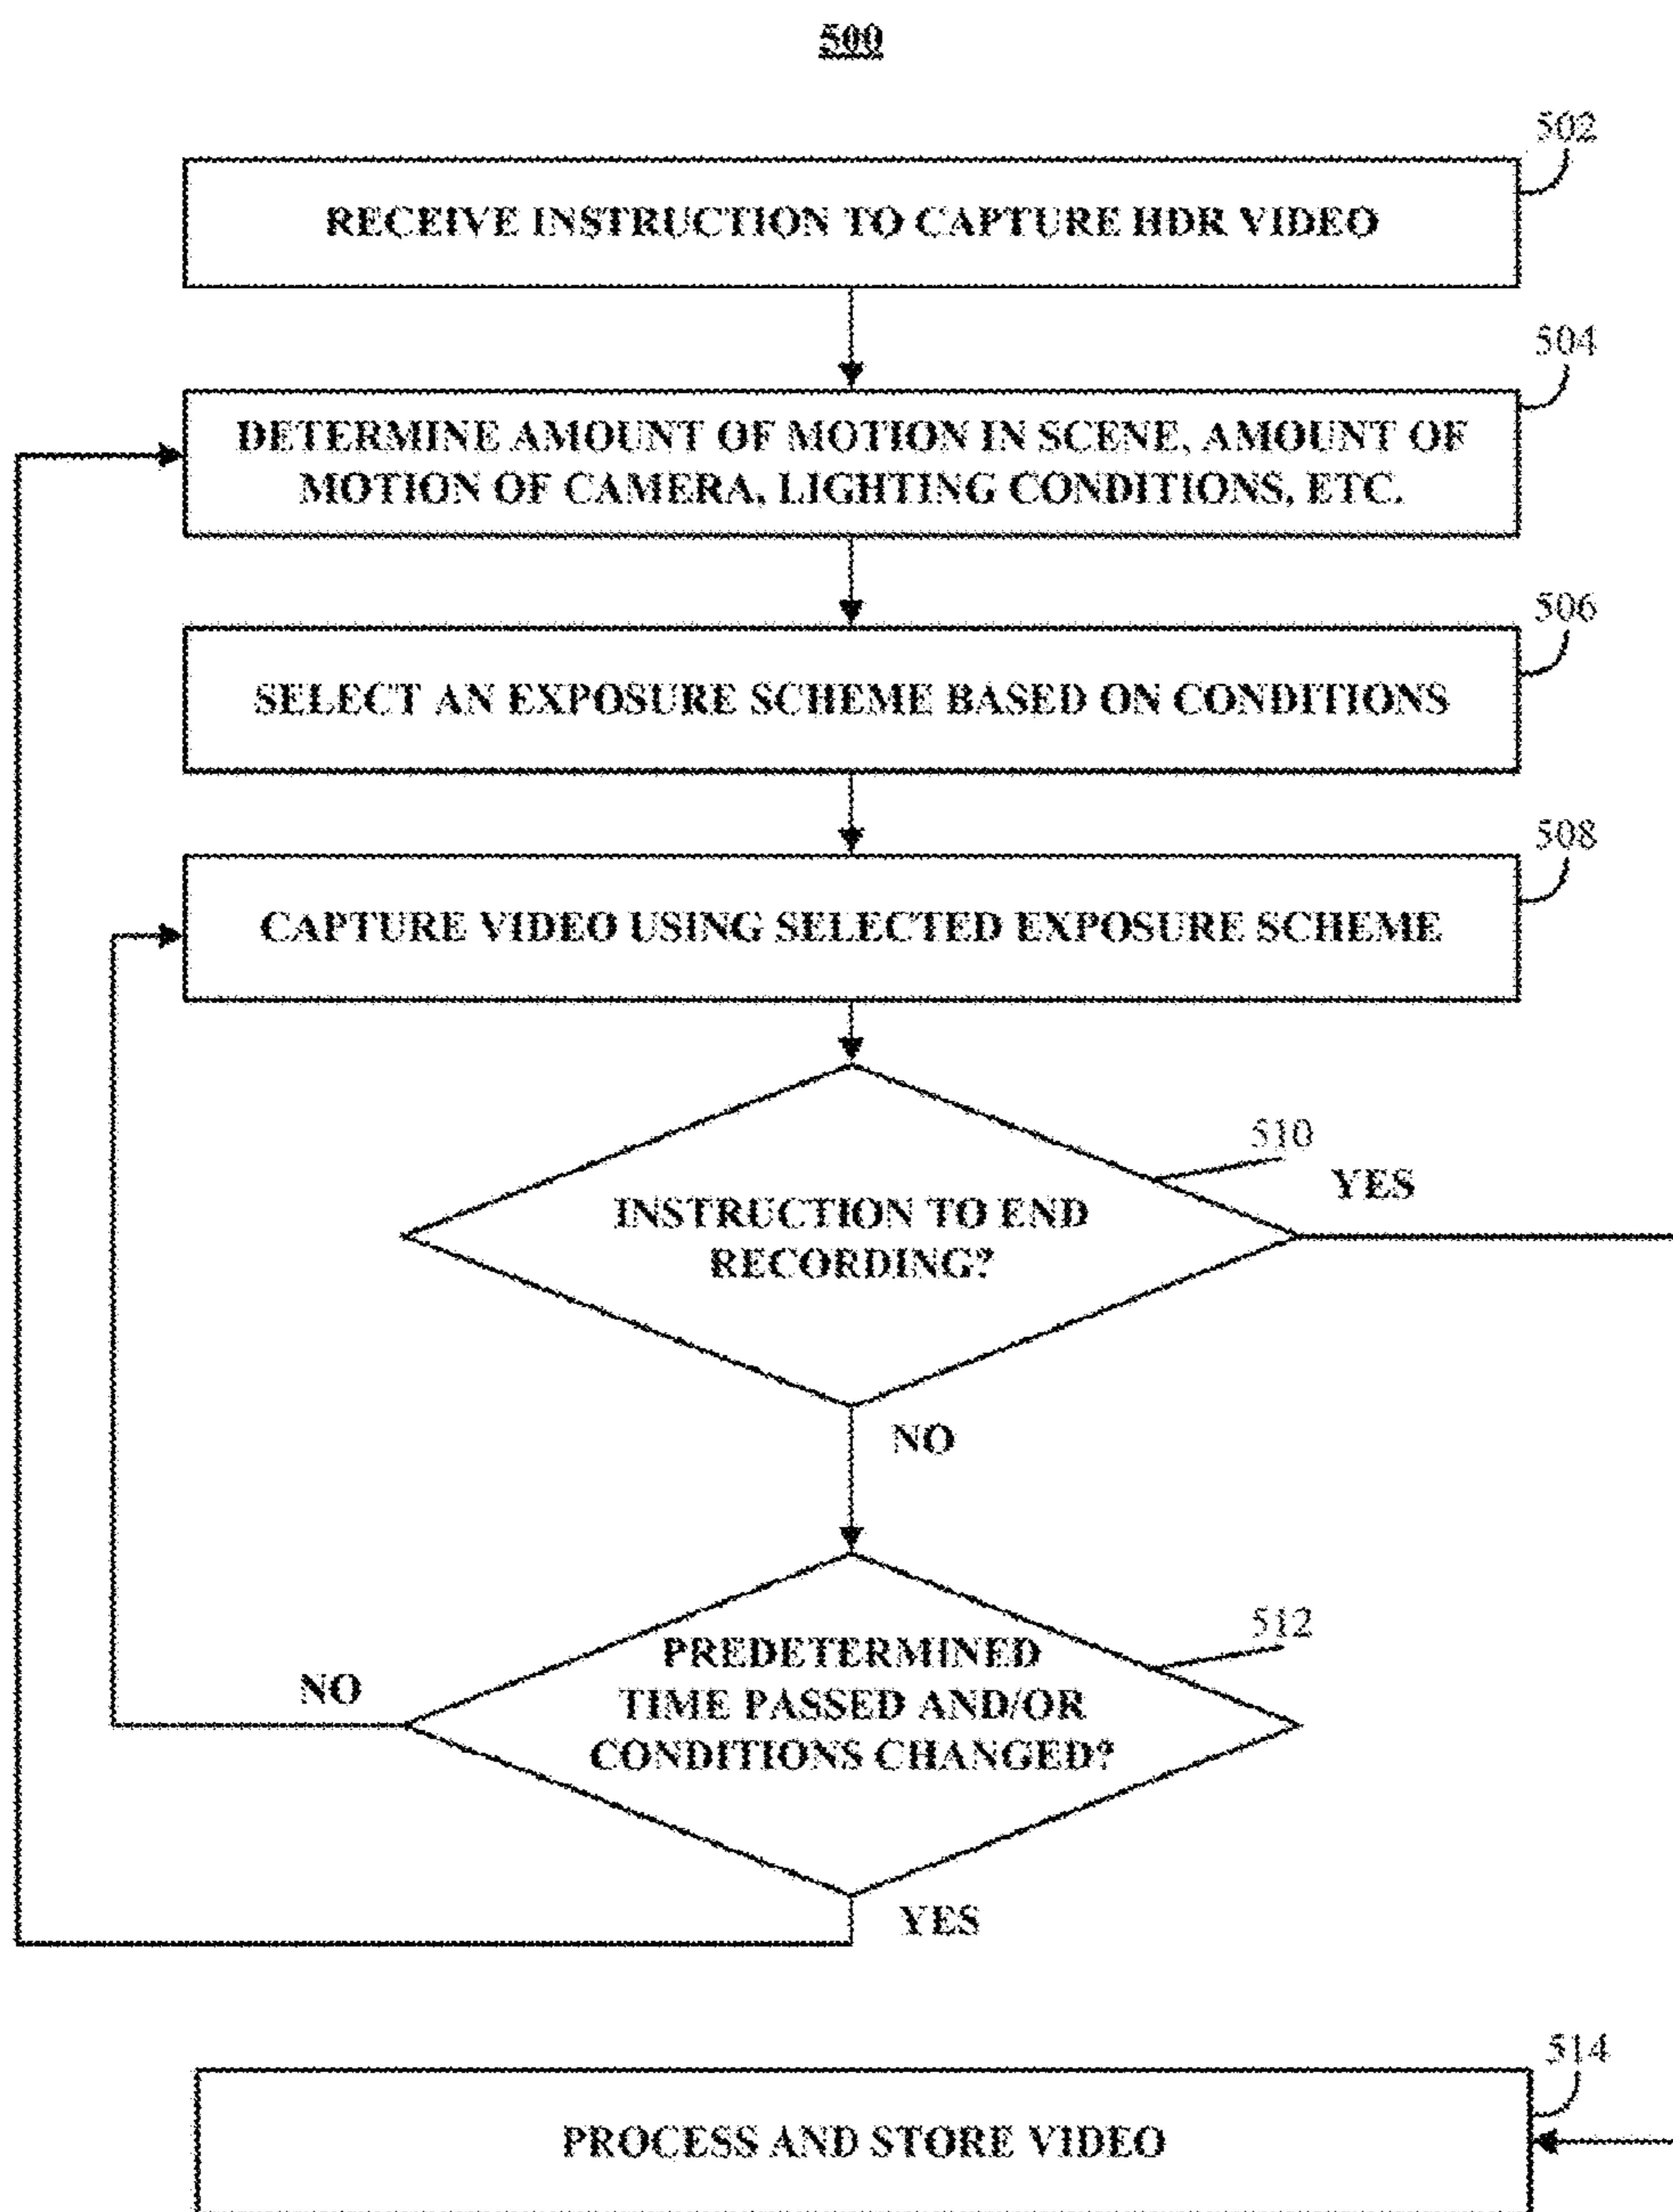 500
502
RECEIVE INSTRUCTION TO CAPTURE HDR VIDEO
504
DETERMINE AMOUNT OF MOTION IN SCENE, AMOUNT OF
MOTION OF CAMERA, LIGHTING CONDITIONS, ETC.
506
SELECT AN EXPOSURE SCHEME BASED ON CONDITIONS
508
CAPTURE VIDEO USING SELECTED EXPOSURE SCHEME
510
YES
INSTRUCTION TO END
RECORDING?
NO
512
PREDETERMINED
TIME PASSED AND/OR
CONDITIONS CHANGED?
NO
YES
514
PROCESS AND STORE VIDEO